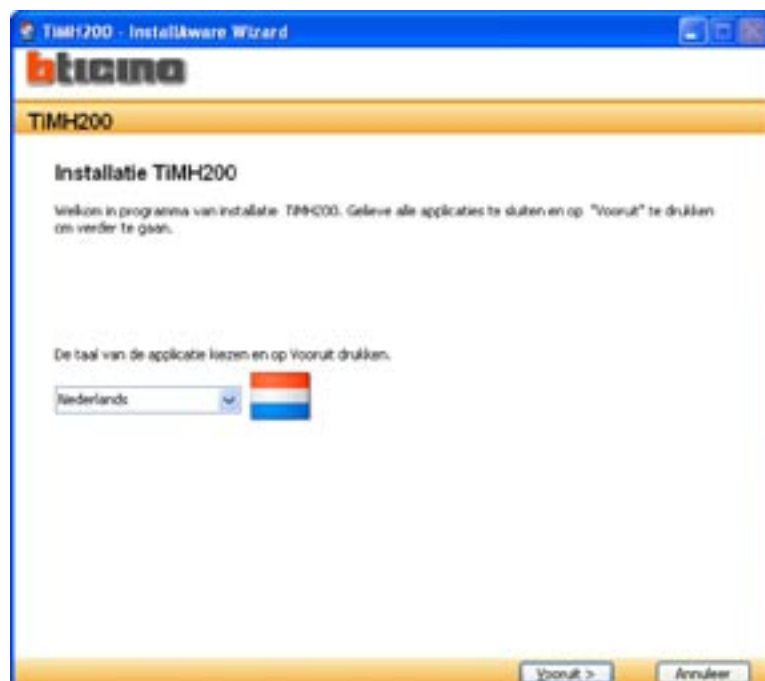 TiMH200 - InstallAware Wizard
bticino
TiMH200
Installatie TiMH200
Welkom in programma van installatie TiMH200. Gelieve alle applicaties te sluiten en op "Vooruit" te drukken
om verder te gaan.
De taal van de applicatie kiezen en op Vooruit drukken.
Nederlands
Vooruit >
Annuleer